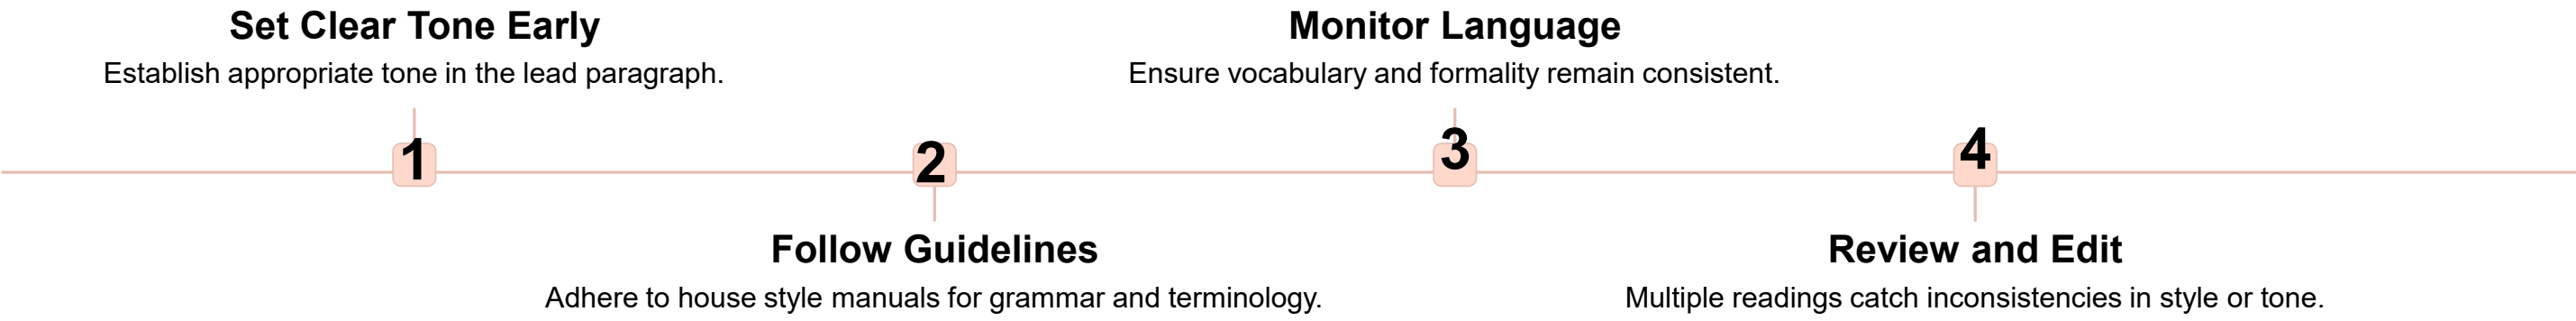 Set Clear Tone Early
Establish appropriate tone in the lead paragraph.
1
2
Follow Guidelines
Adhere to house style manuals for grammar and terminology.
Monitor Language
Ensure vocabulary and formality remain consistent.
3
4
Review and Edit
Multiple readings catch inconsistencies in style or tone.